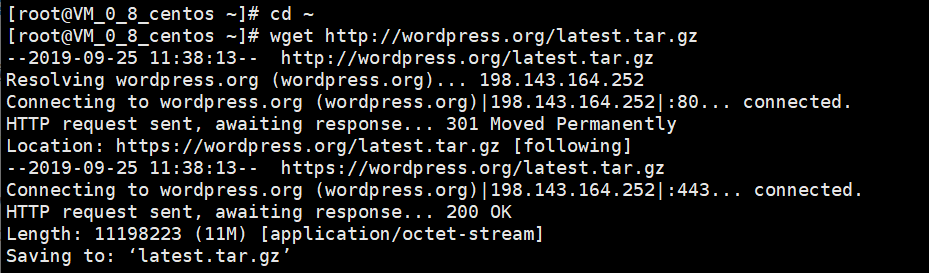 [root@VM_0_8_centos ~]# cd ~
[root@VM_0_8_centos ~]# wget http://wordpress.org/latest.tar.gz
--2019-09-25 11:38:13--  http://wordpress.org/latest.tar.gz
Resolving wordpress.org (wordpress.org)... 198.143.164.252
Connecting to wordpress.org (wordpress.org)|198.143.164.252|:80... connected.
HTTP request sent, awaiting response... 301 Moved Permanently
Location: https://wordpress.org/latest.tar.gz [following]
--2019-09-25 11:38:13--  https://wordpress.org/latest.tar.gz
Connecting to wordpress.org (wordpress.org)|198.143.164.252|:443... connected.
HTTP request sent, awaiting response... 200 OK
Length: 11198223 (11M) [application/octet-stream]
Saving to: ‘latest.tar.gz’